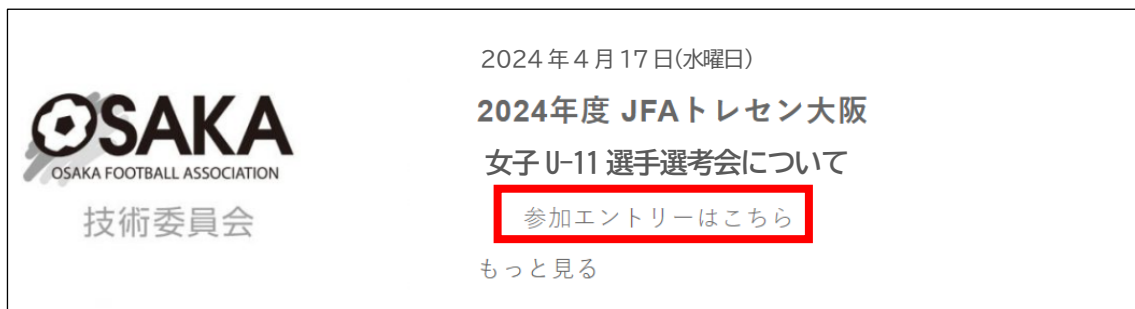 OSAKA
OSAKA FOOTBALL ASSOCIATION
技術委員会
2024年4月17日(水曜日)
2024年度 JFAトレセン大阪
女子U-11選手選考会について
参加エントリーはこちら
もっと見る